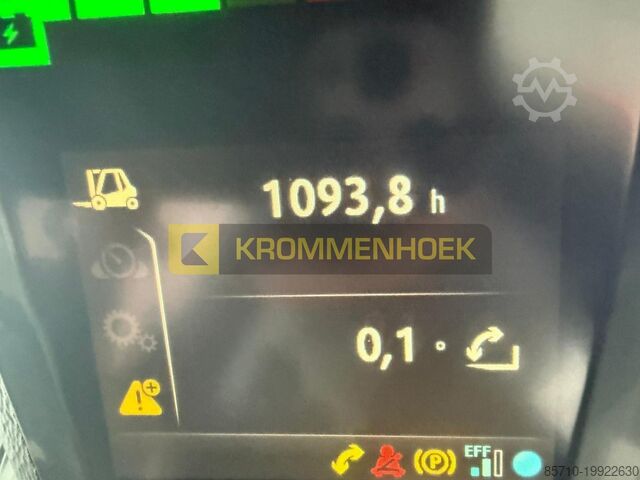 1093,8 h
KROMMENHOEK
0,1 °
P
EFF
85710-19922630